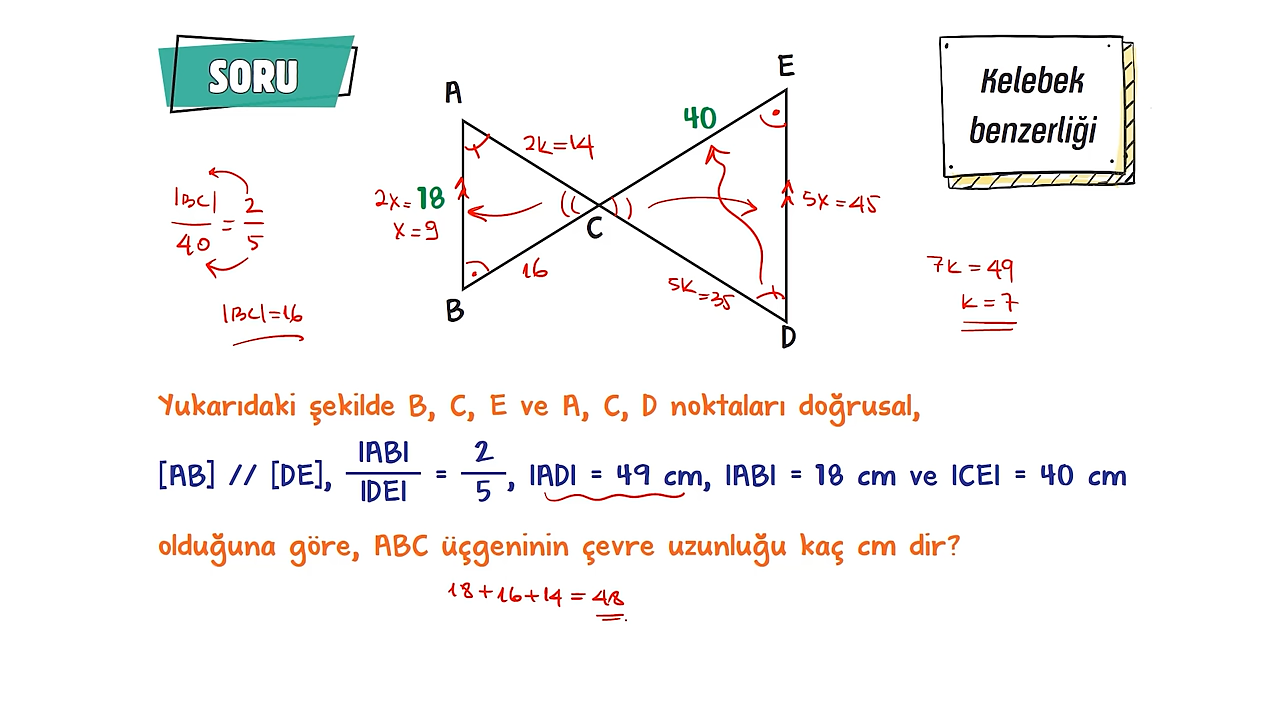 SORU
Kelebek
benzerliği
A
E
40
2k=14
2x=18
x=9
5x=45
C
16
5k=35
B
D
|BC|/40 = 2/5
|BC|=16
7k=49
k=7
Yukarıdaki şekilde B, C, E ve A, C, D noktaları doğrusal,
[AB] // [DE], |AB|/|DE| = 2/5, |AD| = 49 cm, |AB| = 18 cm ve |CE| = 40 cm
olduğuna göre, ABC üçgeninin çevre uzunluğu kaç cm dir?
18+16+14=48